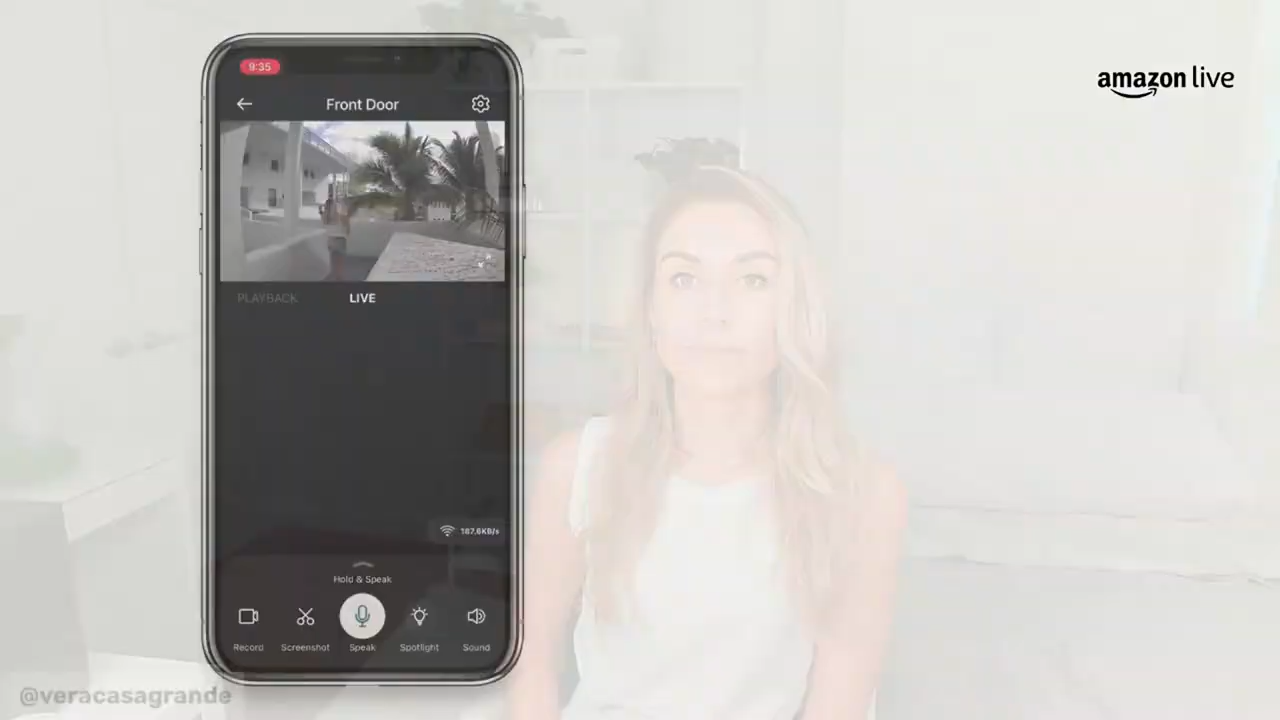 amazon live
9:35
Front Door
PLAYBACK LIVE
187.6KB/s
Hold & Speak
Record Screenshot Speak Spotlight Sound
@veracasagrande